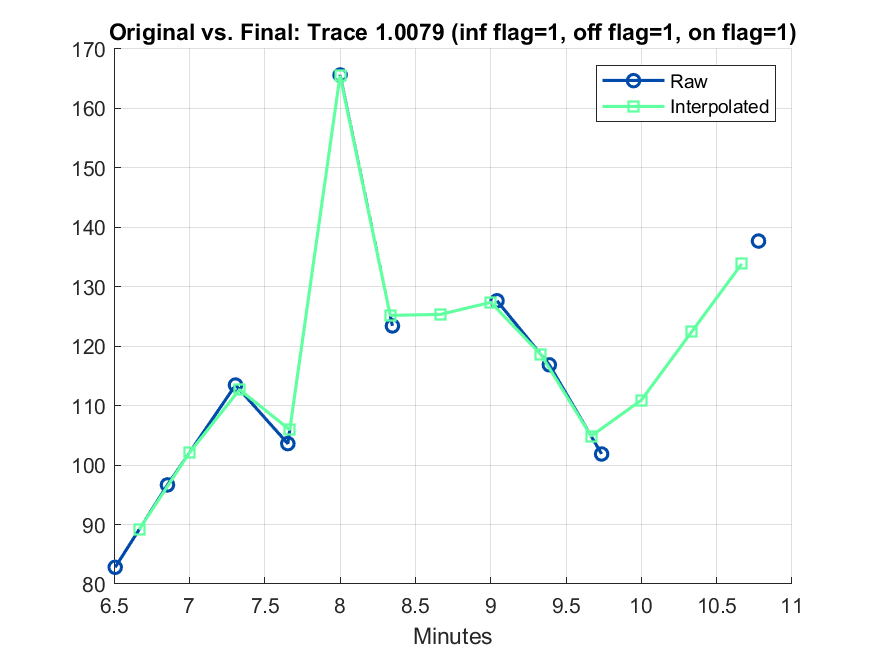 Original vs. Final: Trace 1.0079 (inf flag=1, off flag=1, on flag=1)
170
160
150
140
130
120
110
100
90
80
Raw
Interpolated
6.5 7 7.5 8 8.5 9 9.5 10 10.5 11
Minutes